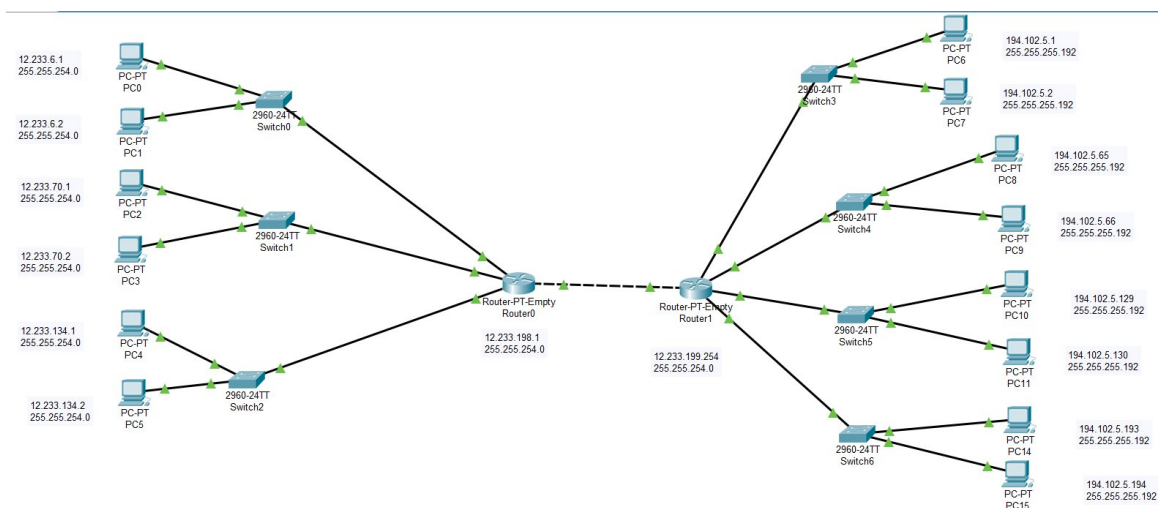 12.233.6.1
255.255.254.0
PC-PT
PC0
2960-24TT
Switch0
12.233.6.2
255.255.254.0
PC-PT
PC1
12.233.70.1
255.255.254.0
PC-PT
PC2
2960-24TT
Switch1
12.233.70.2
255.255.254.0
PC-PT
PC3
12.233.134.1
255.255.254.0
PC-PT
PC4
2960-24TT
Switch2
12.233.134.2
255.255.254.0
PC-PT
PC5
Router-PT-Empty
Router0
12.233.198.1
255.255.254.0
Router-PT-Empty
Router1
12.233.199.254
255.255.254.0
2960-24TT
Switch3
PC-PT
PC6
194.102.5.1
255.255.255.192
PC-PT
PC7
194.102.5.2
255.255.255.192
2960-24TT
Switch4
PC-PT
PC8
194.102.5.65
255.255.255.192
PC-PT
PC9
194.102.5.66
255.255.255.192
2960-24TT
Switch5
PC-PT
PC10
194.102.5.129
255.255.255.192
PC-PT
PC11
194.102.5.130
255.255.255.192
2960-24TT
Switch6
PC-PT
PC14
194.102.5.193
255.255.255.192
PC-PT
PC15
194.102.5.194
255.255.255.192